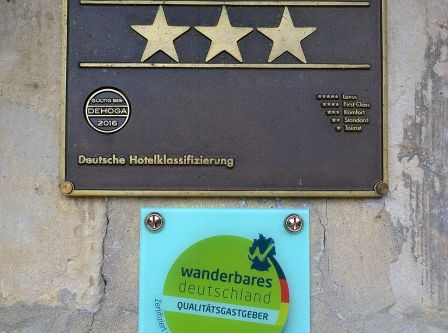 GÜLTIG BIS:
DEHOGA
2016
***** Luxus
**** First Class
*** Komfort
** Standard
* Tourist
Deutsche Hotelklassifizierung
wanderbares
deutschland
QUALITÄTSGASTGEBER
Zertifiziert